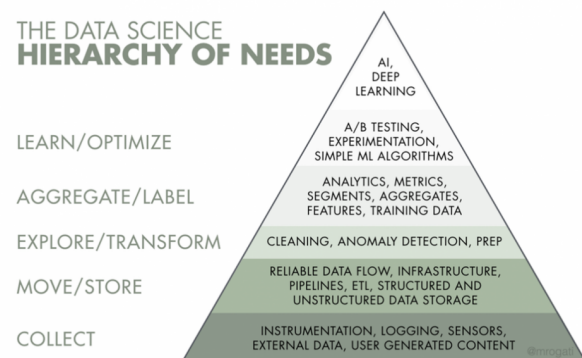 THE DATA SCIENCE
HIERARCHY OF NEEDS
AI,
DEEP
LEARNING
LEARN/OPTIMIZE
A/B TESTING,
EXPERIMENTATION,
SIMPLE ML ALGORITHMS
AGGREGATE/LABEL
ANALYTICS, METRICS,
SEGMENTS, AGGREGATES,
FEATURES, TRAINING DATA
EXPLORE/TRANSFORM
CLEANING, ANOMALY DETECTION, PREP
MOVE/STORE
RELIABLE DATA FLOW, INFRASTRUCTURE,
PIPELINES, ETL, STRUCTURED AND
UNSTRUCTURED DATA STORAGE
COLLECT
INSTRUMENTATION, LOGGING, SENSORS,
EXTERNAL DATA, USER GENERATED CONTENT